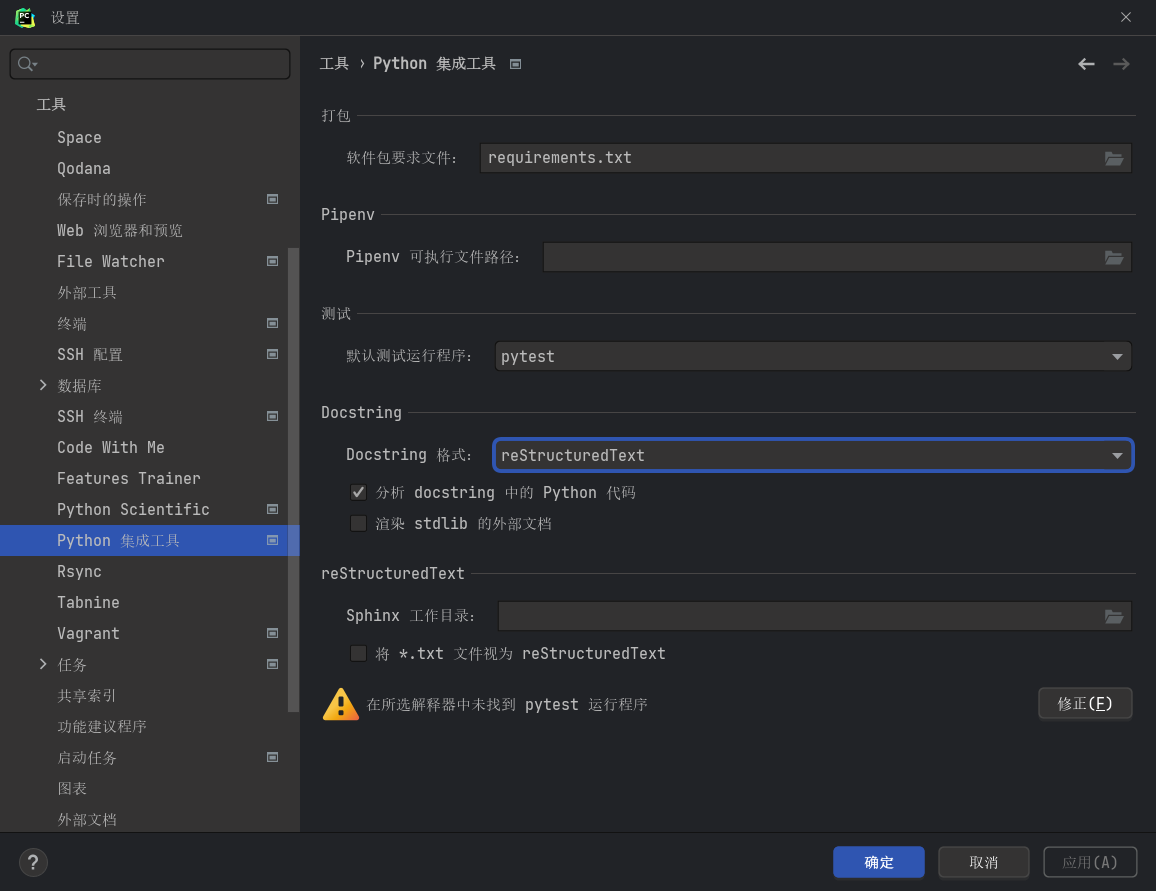 PC
设置
工具
Space
Qodana
保存时的操作
Web 浏览器和预览
File Watcher
外部工具
终端
SSH 配置
数据库
SSH 终端
Code With Me
Features Trainer
Python Scientific
Python 集成工具
Rsync
Tabnine
Vagrant
任务
共享索引
功能建议程序
启动任务
图表
外部文档
工具 › Python 集成工具
打包
软件包要求文件: requirements.txt
Pipenv
Pipenv 可执行文件路径:
测试
默认测试运行程序: pytest
Docstring
Docstring 格式: reStructuredText
分析 docstring 中的 Python 代码
渲染 stdlib 的外部文档
reStructuredText
Sphinx 工作目录:
将 *.txt 文件视为 reStructuredText
在所选解释器中未找到 pytest 运行程序
修正(F)
?
确定
取消
应用(A)